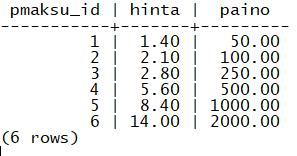 pmaksu_id | hinta | paino
-----------+-------+---------
1 | 1.40 | 50.00
2 | 2.10 | 100.00
3 | 2.80 | 250.00
4 | 5.60 | 500.00
5 | 8.40 | 1000.00
6 | 14.00 | 2000.00
(6 rows)